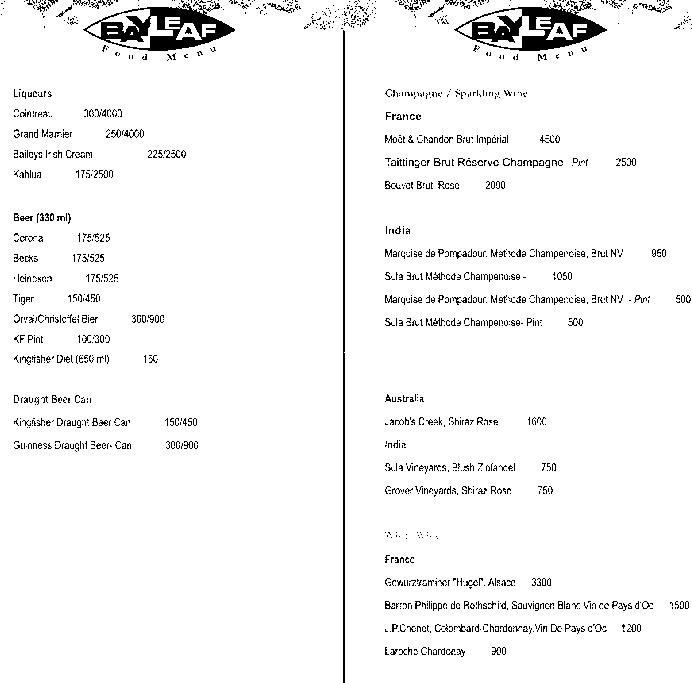 BAYLEAF
Food Menu
Liqueurs
Cointreau 300/4000
Grand Marnier 250/4000
Baileys Irish Cream 225/2500
Kahlua 175/2500
Beer (330 ml)
Corona 175/525
Becks 175/525
Heineken 175/525
Tiger 150/450
Orval/Christoffel Bier 300/900
KF Pint 100/300
Kingfisher Diet (650 ml) 150
Draught Beer Can
Kingfisher Draught Beer Can 150/450
Guinness Draught Beer Can 300/900
BAYLEAF
Food Menu
Champagne / Sparkling Wine
France
Moët & Chandon Brut Impérial 4500
Taittinger Brut Réserve Champagne - Pint 2500
Bouvet Brut Rose 2000
India
Marquise de Pompadour, Methode Champenoise, Brut NV 950
Sula Brut Méthode Champenoise - 1050
Marquise de Pompadour, Methode Champenoise, Brut NV - Pint 500
Sula Brut Méthode Champenoise- Pint 500
Australia
Jacob's Creek, Shiraz Rose 1600
India
Sula Vineyards, Blush Zinfandel 750
Grover Vineyards, Shiraz Rose 750
France
Gewurztraminer "Hugel", Alsace 3300
Barron Philippe de Rothschild, Sauvignon Blanc Vin de Pays d'Oc 1500
J.P.Chenet, Colombard-Chardonnay,Vin De Pays d'Oc 1200
Laroche Chardonay 900